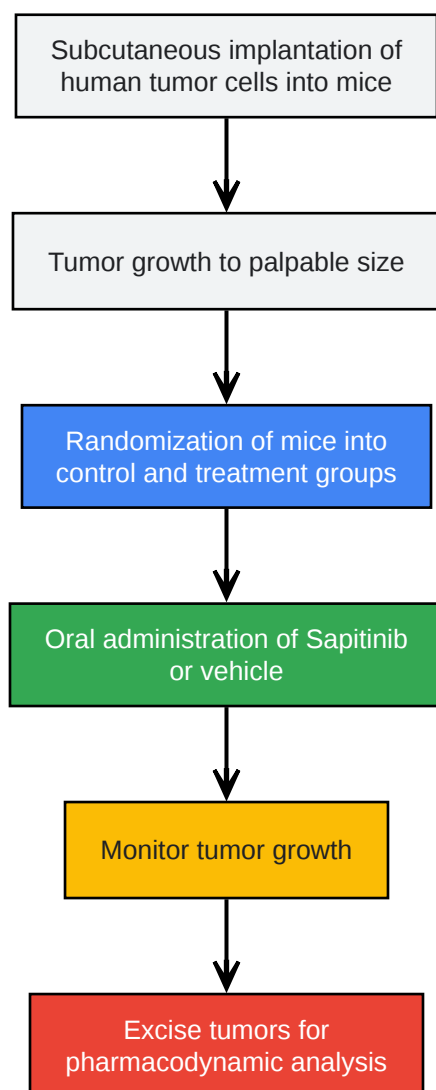 Subcutaneous implantation of
human tumor cells into mice
Tumor growth to palpable size
Randomization of mice into
control and treatment groups
Oral administration of Sapitinib
or vehicle
Monitor tumor growth
Excise tumors for
pharmacodynamic analysis